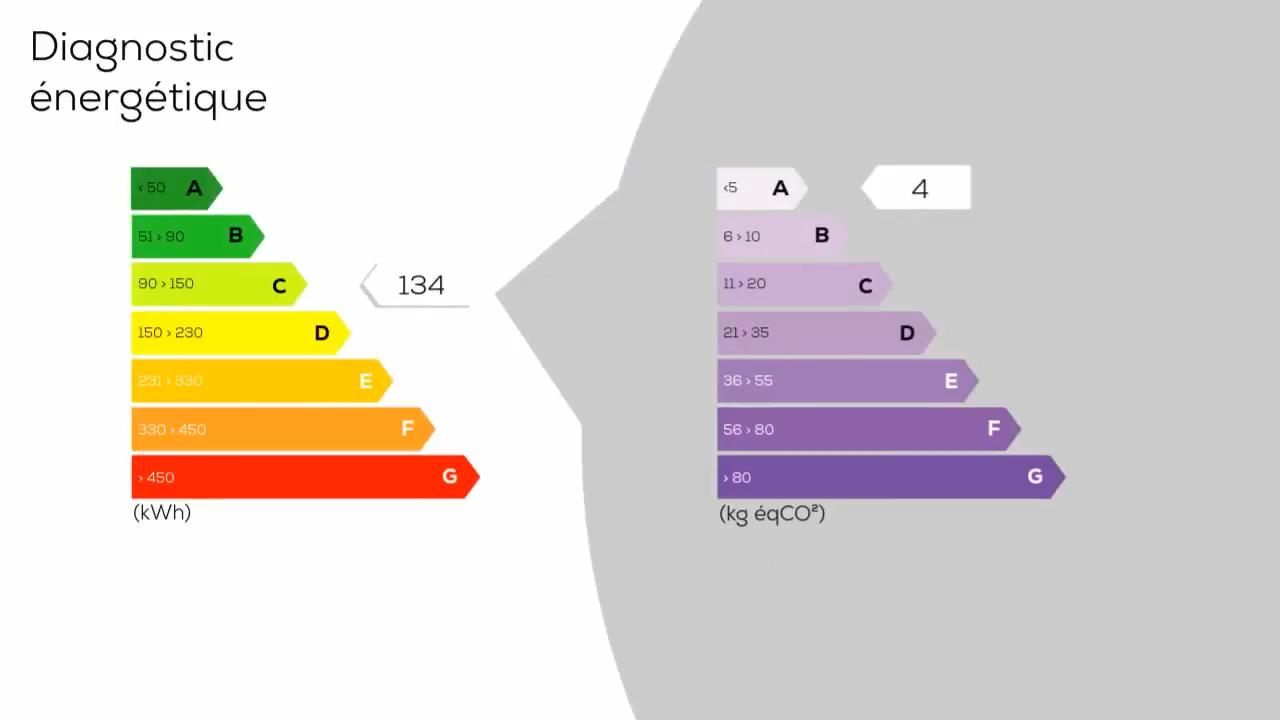 Diagnostic
énergétique
< 50 A
51 > 90 B
90 > 150 C
134
150 > 230 D
231 > 330 E
330 > 450 F
> 450 G
(kWh)
<5 A
4
6 > 10 B
11 > 20 C
21 > 35 D
36 > 55 E
56 > 80 F
> 80 G
(kg éqCO²)